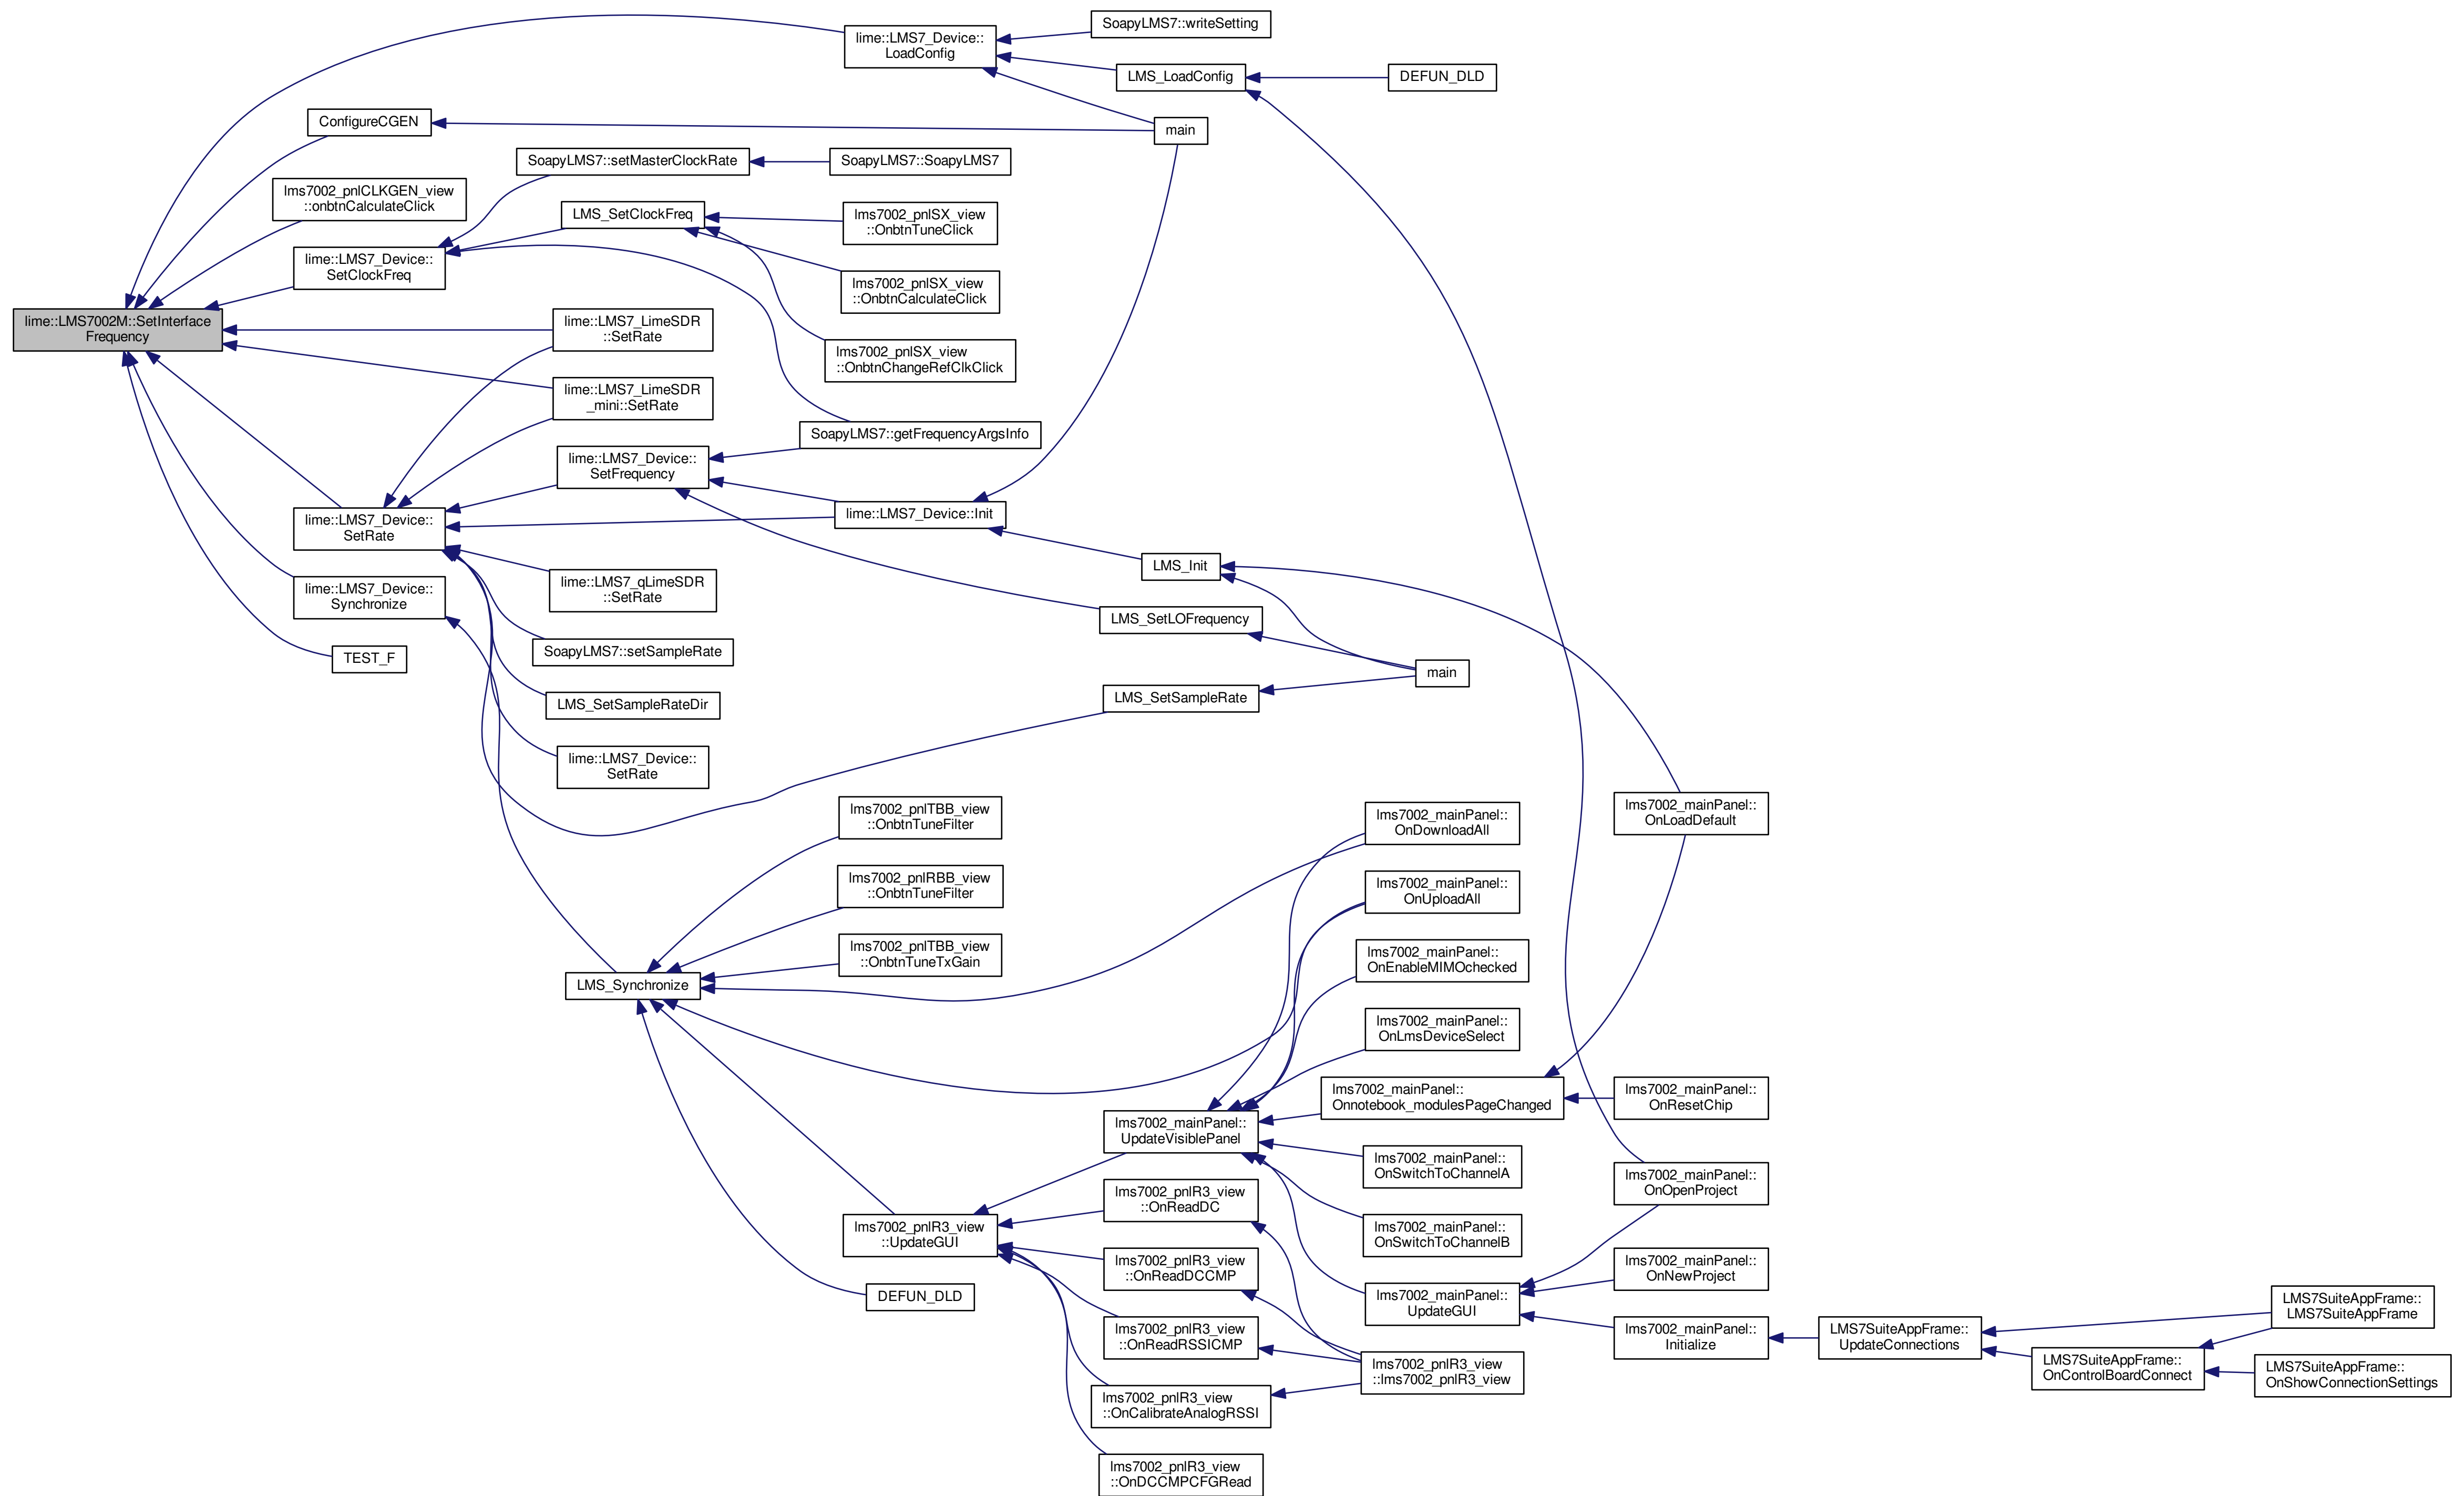 SoapyLMS7::writeSetting
lime::LMS7_Device::
LoadConfig
LMS_LoadConfig
DEFUN_DLD
ConfigureCGEN
main
SoapyLMS7::setMasterClockRate
SoapyLMS7::SoapyLMS7
lms7002_pnlCLKGEN_view
::onbtnCalculateClick
LMS_SetClockFreq
lms7002_pnlSX_view
::OnbtnTuneClick
lime::LMS7_Device::
SetClockFreq
lms7002_pnlSX_view
::OnbtnCalculateClick
lime::LMS7002M::SetInterface
Frequency
lime::LMS7_LimeSDR
::SetRate
lms7002_pnlSX_view
::OnbtnChangeRefClkClick
lime::LMS7_LimeSDR
_mini::SetRate
SoapyLMS7::getFrequencyArgsInfo
lime::LMS7_Device::
SetFrequency
lime::LMS7_Device::Init
lime::LMS7_Device::
SetRate
LMS_Init
lime::LMS7_qLimeSDR
::SetRate
lime::LMS7_Device::
Synchronize
LMS_SetLOFrequency
SoapyLMS7::setSampleRate
TEST_F
main
LMS_SetSampleRate
LMS_SetSampleRateDir
lime::LMS7_Device::
SetRate
lms7002_pnlTBB_view
::OnbtnTuneFilter
lms7002_mainPanel::
OnDownloadAll
lms7002_mainPanel::
OnLoadDefault
lms7002_pnlRBB_view
::OnbtnTuneFilter
lms7002_mainPanel::
OnUploadAll
lms7002_pnlTBB_view
::OnbtnTuneTxGain
lms7002_mainPanel::
OnEnableMIMOchecked
LMS_Synchronize
lms7002_mainPanel::
OnLmsDeviceSelect
lms7002_mainPanel::
Onnotebook_modulesPageChanged
lms7002_mainPanel::
OnResetChip
lms7002_mainPanel::
UpdateVisiblePanel
lms7002_mainPanel::
OnSwitchToChannelA
lms7002_mainPanel::
OnOpenProject
lms7002_pnlR3_view
::OnReadDC
lms7002_pnlR3_view
::UpdateGUI
lms7002_mainPanel::
OnSwitchToChannelB
lms7002_pnlR3_view
::OnReadDCCMP
lms7002_mainPanel::
OnNewProject
DEFUN_DLD
lms7002_mainPanel::
UpdateGUI
LMS7SuiteAppFrame::
LMS7SuiteAppFrame
lms7002_pnlR3_view
::OnReadRSSICMP
lms7002_mainPanel::
Initialize
LMS7SuiteAppFrame::
UpdateConnections
lms7002_pnlR3_view
::lms7002_pnlR3_view
LMS7SuiteAppFrame::
OnControlBoardConnect
LMS7SuiteAppFrame::
OnShowConnectionSettings
lms7002_pnlR3_view
::OnCalibrateAnalogRSSI
lms7002_pnlR3_view
::OnDCCMPCFGRead